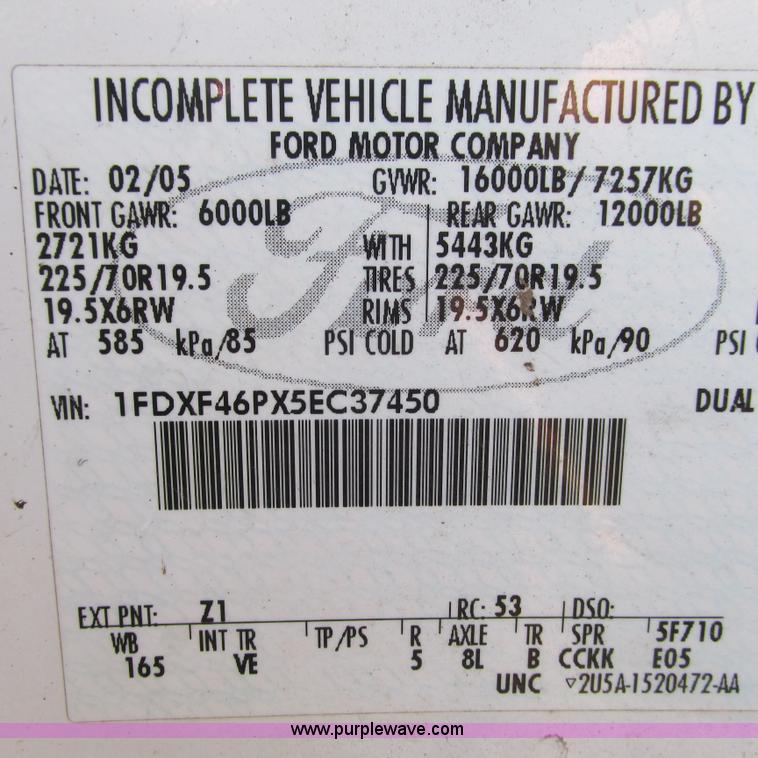 INCOMPLETE VEHICLE MANUFACTURED BY
FORD MOTOR COMPANY
DATE: 02/05 GVWR: 16000LB/7257KG
FRONT GAWR: 6000LB REAR GAWR: 12000LB
2721KG WITH 5443KG
225/70R19.5 TIRES 225/70R19.5
19.5X6RW RIMS 19.5X6RW
AT 585 kPa/85 PSI COLD AT 620 kPa/90 PSI
VIN: 1FDXF46PX5EC37450 DUAL
EXT PNT: Z1 RC: 53 DSO:
WB INT TR TP/PS R AXLE TR SPR 5F710
165 VE 5 8L B CCKK E05
UNC ▽2U5A-1520472-AA
Ford
www.purplewave.com